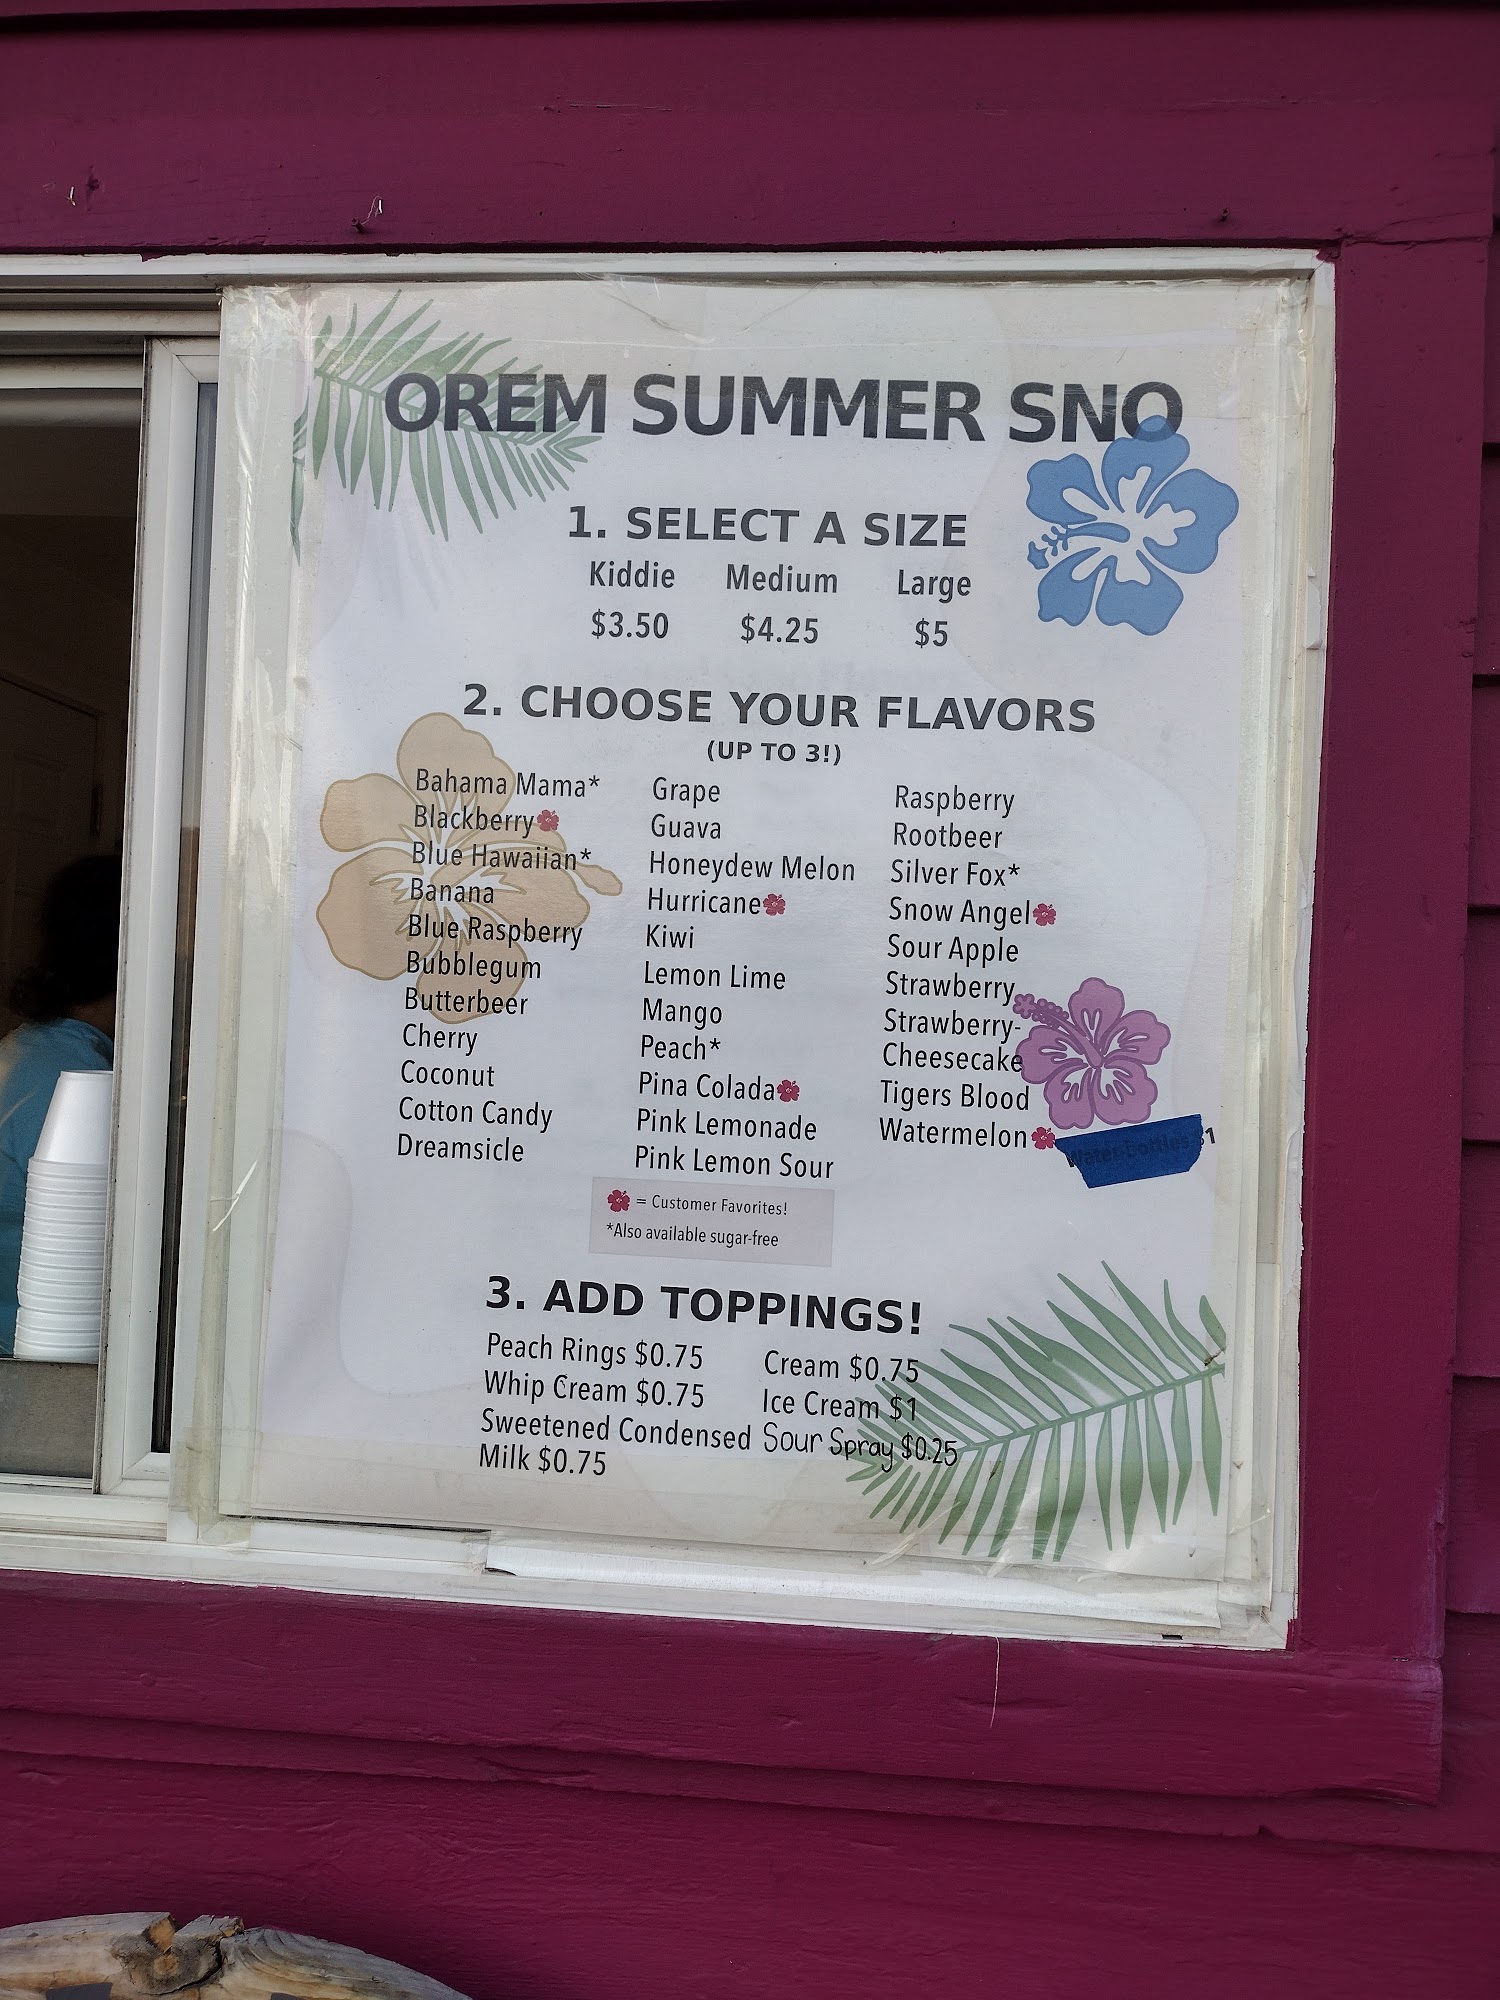 OREM SUMMER SNO
1. SELECT A SIZE
Kiddie Medium Large
$3.50 $4.25 $5
2. CHOOSE YOUR FLAVORS
(UP TO 3!)
Bahama Mama*
Blackberry
Blue Hawaiian*
Banana
Blue Raspberry
Bubblegum
Butterbeer
Cherry
Coconut
Cotton Candy
Dreamsicle
Grape
Guava
Honeydew Melon
Hurricane
Kiwi
Lemon Lime
Mango
Peach*
Pina Colada
Pink Lemonade
Pink Lemon Sour
Raspberry
Rootbeer
Silver Fox*
Snow Angel
Sour Apple
Strawberry
Strawberry-
Cheesecake
Tigers Blood
Watermelon
Water Bottles $1
= Customer Favorites!
*Also available sugar-free
3. ADD TOPPINGS!
Peach Rings $0.75
Whip Cream $0.75
Sweetened Condensed
Milk $0.75
Cream $0.75
Ice Cream $1
Sour Spray $0.25